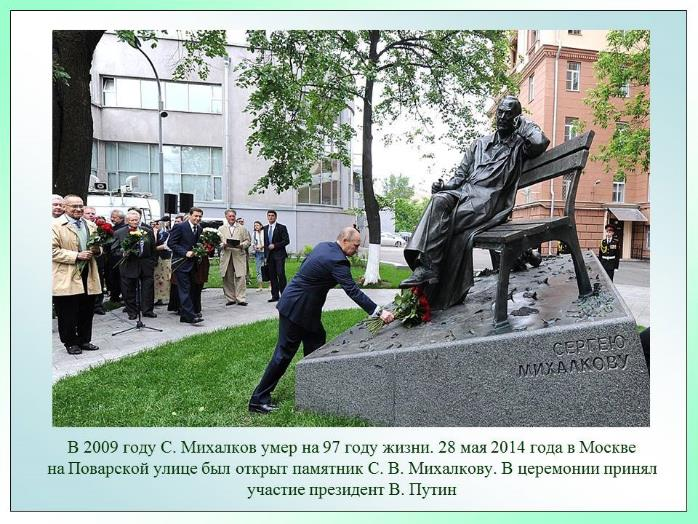 СЕРГЕЮ
МИХАЛКОВУ
В 2009 году С. Михалков умер на 97 году жизни. 28 мая 2014 года в Москве
на Поварской улице был открыт памятник С. В. Михалкову. В церемонии принял
участие президент В. Путин